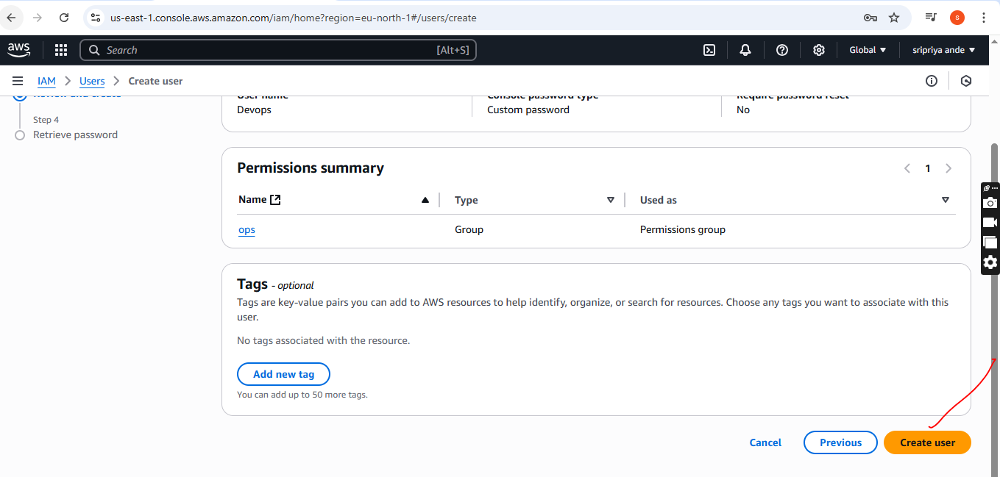 us-east-1.console.aws.amazon.com/iam/home?region=eu-north-1#/users/create
S
aws
Search
[Alt+S]
Global
sripriya ande
IAM
Users
Create user
Review and create
Step 4
Retrieve password
User name
Console password type
Require password reset
Devops
Custom password
No
Permissions summary
1
Name
Type
Used as
ops
Group
Permissions group
Tags - optional
Tags are key-value pairs you can add to AWS resources to help identify, organize, or search for resources. Choose any tags you want to associate with this
user.
No tags associated with the resource.
Add new tag
You can add up to 50 more tags.
Cancel
Previous
Create user